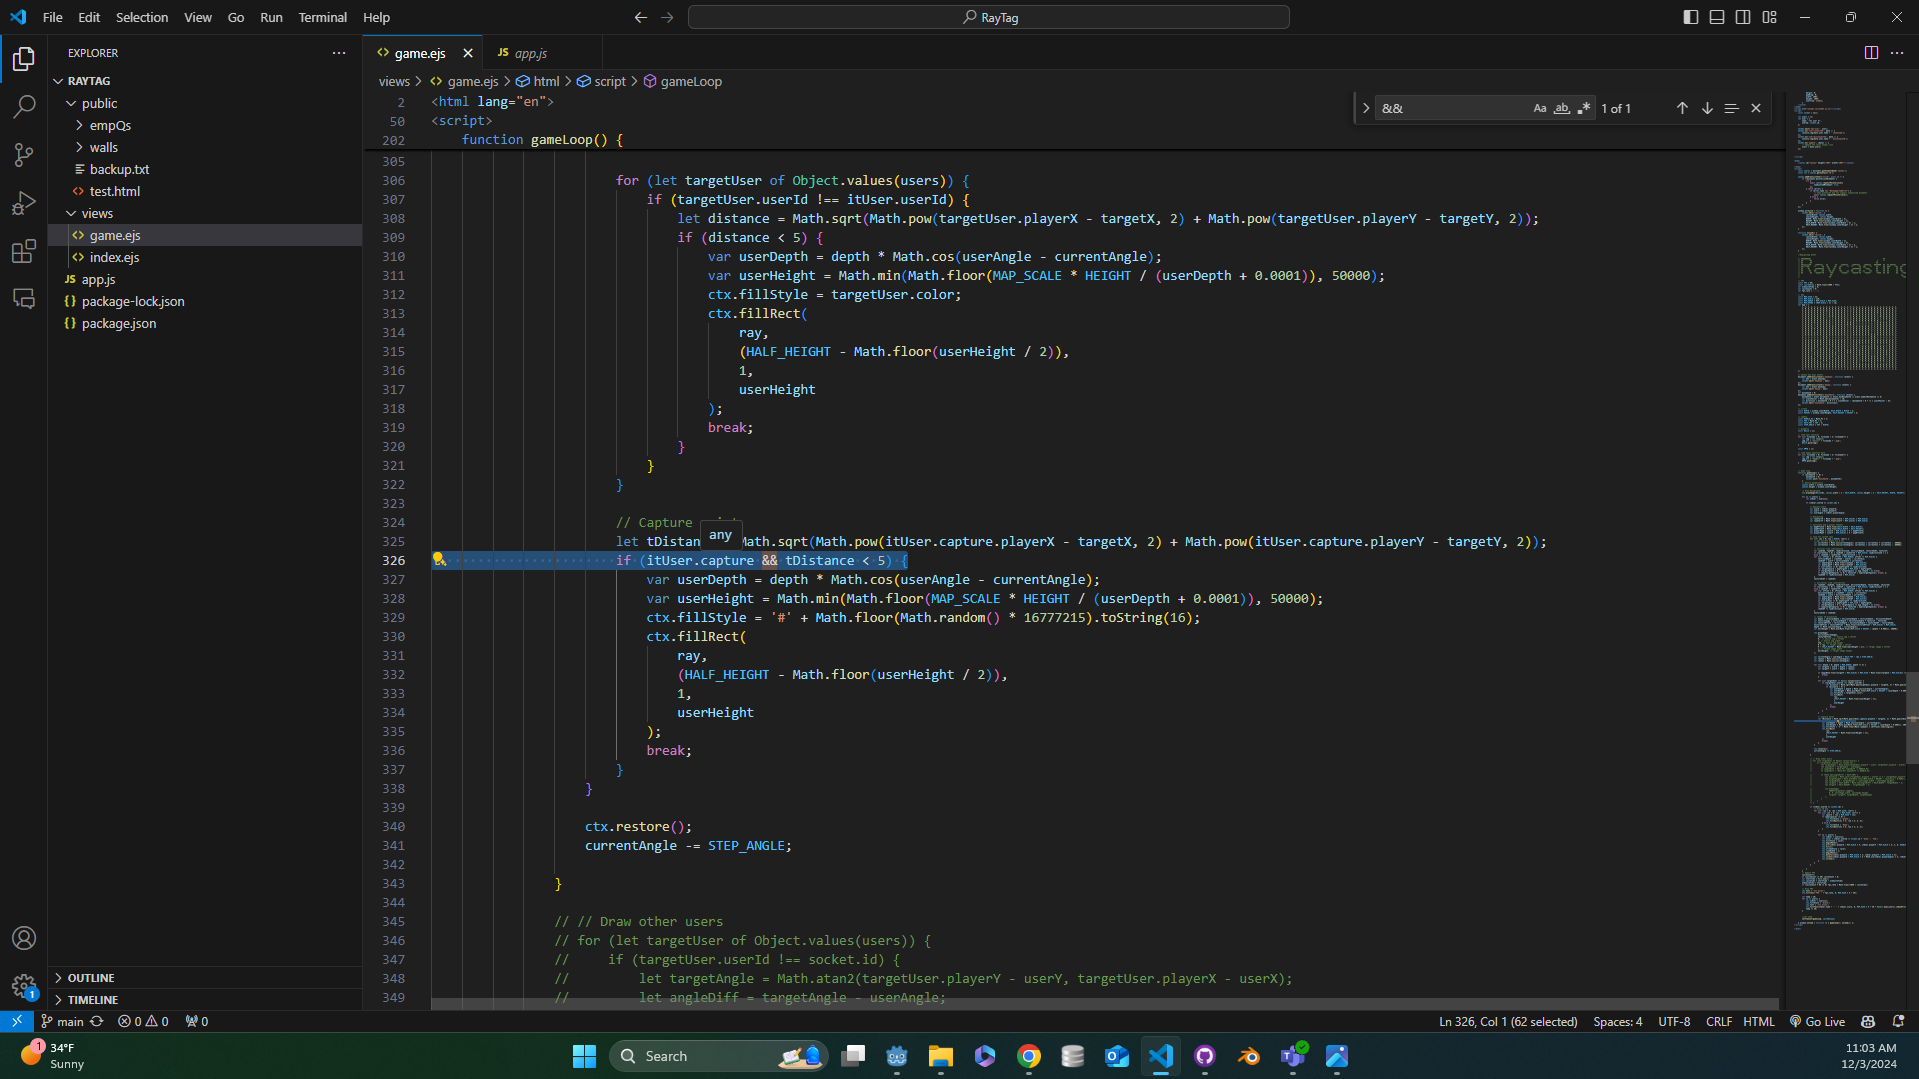 File Edit Selection View Go Run Terminal Help
RayTag
EXPLORER
RAYTAG
public
empQs
walls
backup.txt
test.html
views
game.ejs
index.ejs
JS app.js
{} package-lock.json
{} package.json
OUTLINE
TIMELINE
game.ejs
JS app.js
views > game.ejs > html > script > gameLoop
&& Aa ab 1 of 1
2 <html lang="en">
50 <script>
202 function gameLoop() {
305
306 for (let targetUser of Object.values(users)) {
307 if (targetUser.userId !== itUser.userId) {
308 let distance = Math.sqrt(Math.pow(targetUser.playerX - targetX, 2) + Math.pow(targetUser.playerY - targetY, 2));
309 if (distance < 5) {
310 var userDepth = depth * Math.cos(userAngle - currentAngle);
311 var userHeight = Math.min(Math.floor(MAP_SCALE * HEIGHT / (userDepth + 0.0001)), 50000);
312 ctx.fillStyle = targetUser.color;
313 ctx.fillRect(
314 ray,
315 (HALF_HEIGHT - Math.floor(userHeight / 2)),
316 1,
317 userHeight
318 );
319 break;
320 }
321 }
322 }
323
324 // Capture
any
325 let tDistan Math.sqrt(Math.pow(itUser.capture.playerX - targetX, 2) + Math.pow(itUser.capture.playerY - targetY, 2));
326 if (itUser.capture && tDistance < 5) {
327 var userDepth = depth * Math.cos(userAngle - currentAngle);
328 var userHeight = Math.min(Math.floor(MAP_SCALE * HEIGHT / (userDepth + 0.0001)), 50000);
329 ctx.fillStyle = '#' + Math.floor(Math.random() * 16777215).toString(16);
330 ctx.fillRect(
331 ray,
332 (HALF_HEIGHT - Math.floor(userHeight / 2)),
333 1,
334 userHeight
335 );
336 break;
337 }
338 }
339
340 ctx.restore();
341 currentAngle -= STEP_ANGLE;
342
343 }
344
345 // // Draw other users
346 // for (let targetUser of Object.values(users)) {
347 // if (targetUser.userId !== socket.id) {
348 // let targetAngle = Math.atan2(targetUser.playerY - userY, targetUser.playerX - userX);
349 // let angleDiff = targetAngle - userAngle;
Raycasting
1
main 0 0 0
Ln 326, Col 1 (62 selected) Spaces: 4 UTF-8 CRLF HTML Go Live
1
34°F
Sunny
Search
11:03 AM
12/3/2024